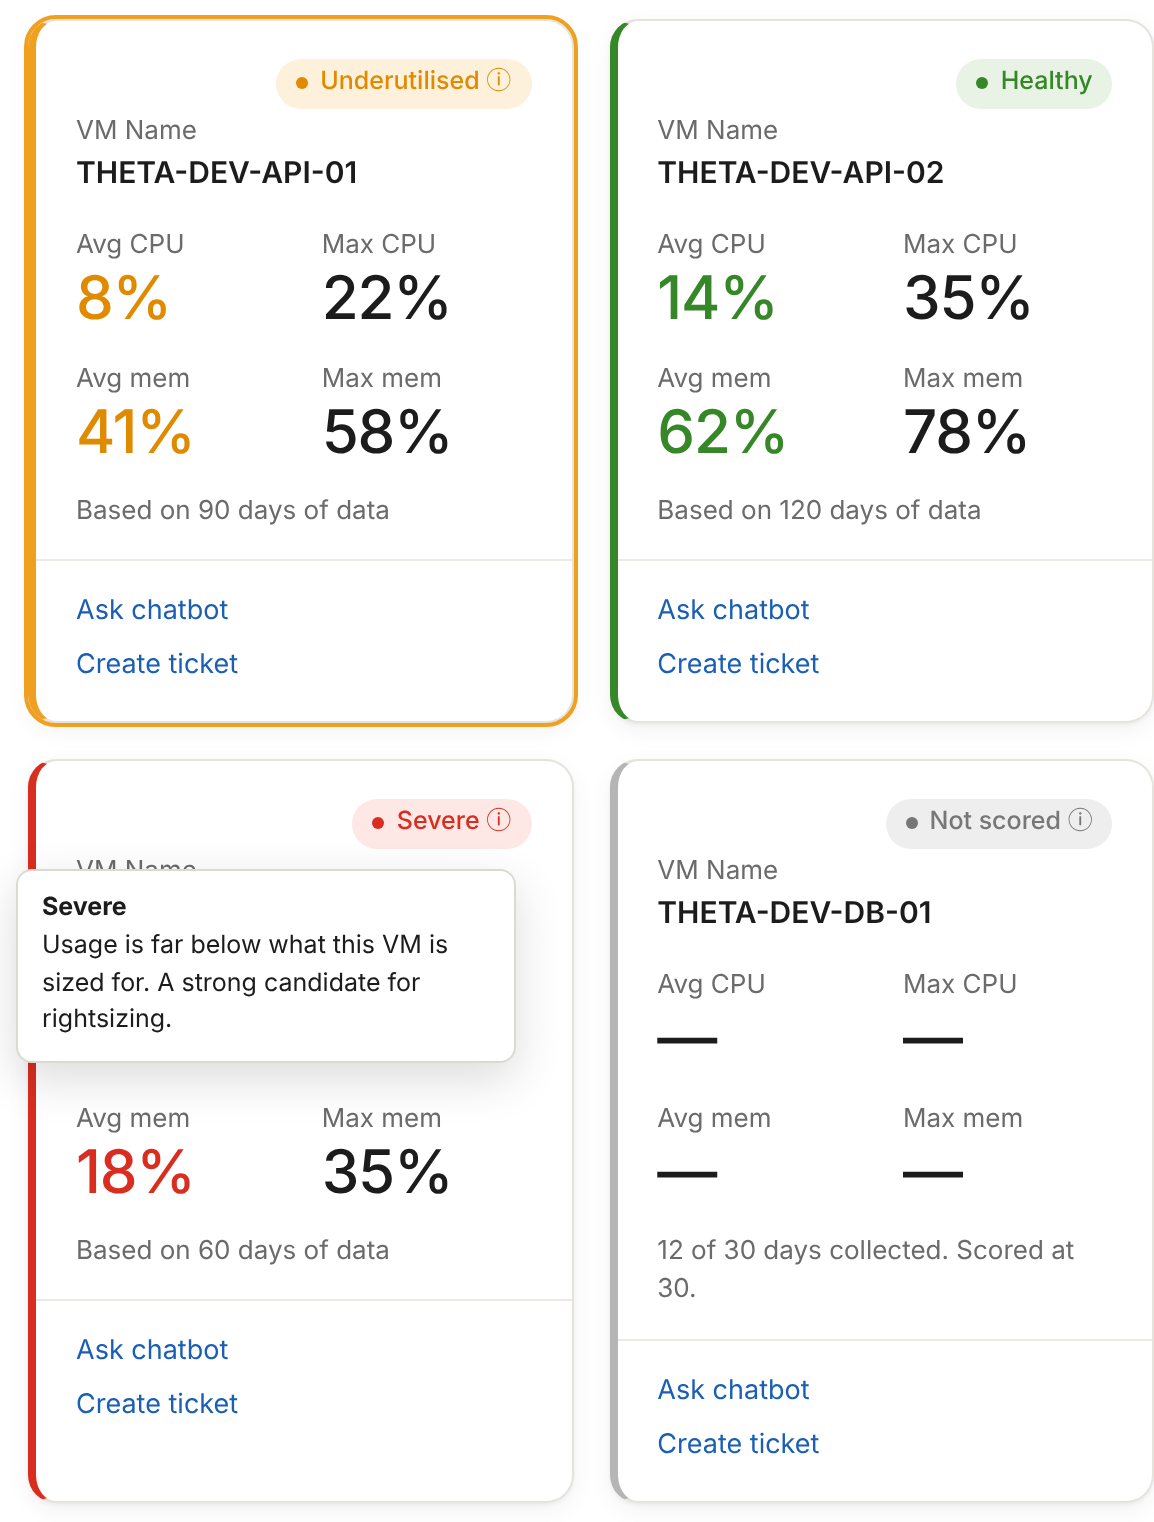 Underutilised ⓘ
VM Name
THETA-DEV-API-01
Avg CPU Max CPU
8% 22%
Avg mem Max mem
41% 58%
Based on 90 days of data
Ask chatbot
Create ticket
Healthy
VM Name
THETA-DEV-API-02
Avg CPU Max CPU
14% 35%
Avg mem Max mem
62% 78%
Based on 120 days of data
Ask chatbot
Create ticket
Severe ⓘ
VM Name
Severe
Usage is far below what this VM is
sized for. A strong candidate for
rightsizing.
Avg mem Max mem
18% 35%
Based on 60 days of data
Ask chatbot
Create ticket
Not scored ⓘ
VM Name
THETA-DEV-DB-01
Avg CPU Max CPU
— —
Avg mem Max mem
— —
12 of 30 days collected. Scored at
30.
Ask chatbot
Create ticket